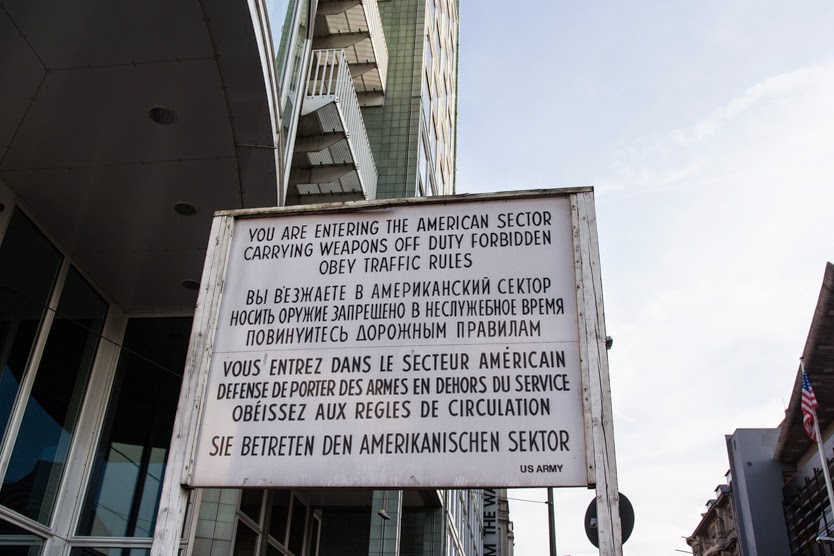 YOU ARE ENTERING THE AMERICAN SECTOR
CARRYING WEAPONS OFF DUTY FORBIDDEN
OBEY TRAFFIC RULES
ВЫ ВЪЕЗЖАЕТЕ В АМЕРИКАНСКИЙ СЕКТОР
НОСИТЬ ОРУЖИЕ ЗАПРЕЩЕНО В НЕСЛУЖЕБНОЕ ВРЕМЯ
ПОВИНУИТЕСЬ ДОРОЖНЫМ ПРАВИЛАМ
VOUS ENTREZ DANS LE SECTEUR AMÉRICAIN
DEFENSE DE PORTER DES ARMES EN DEHORS DU SERVICE
OBÉISSEZ AUX REGLES DE CIRCULATION
SIE BETRETEN DEN AMERIKANISCHEN SEKTOR
US ARMY
THE W